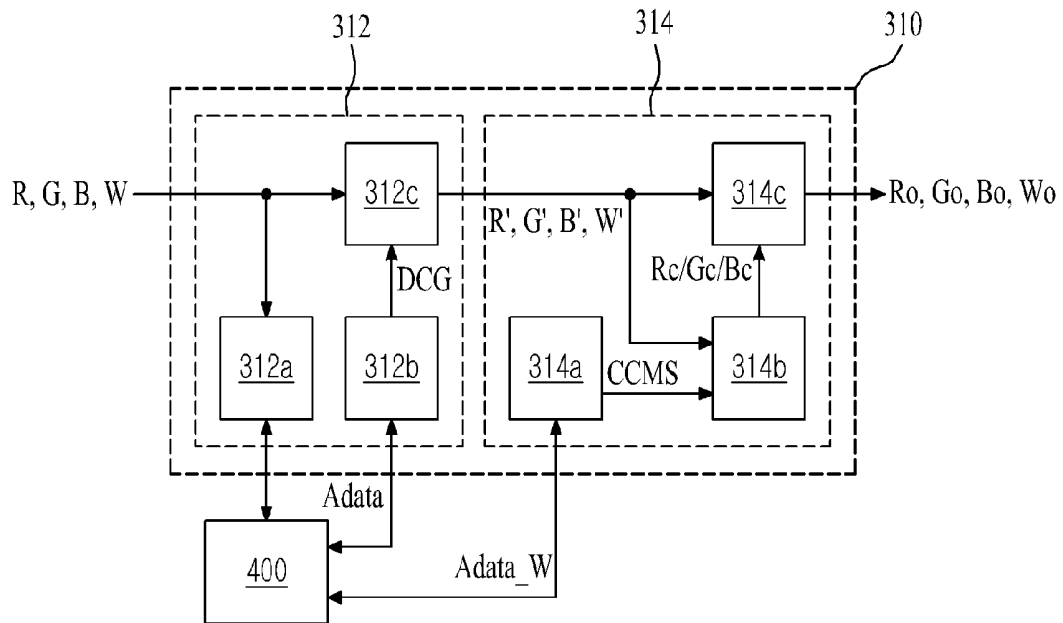 312
314
310
R, G, B, W
312c
R', G', B', W'
314c
Ro, Go, Bo, Wo
DCG
Rc/Gc/Bc
312a
312b
314a
CCMS
314b
Adata
400
Adata_W